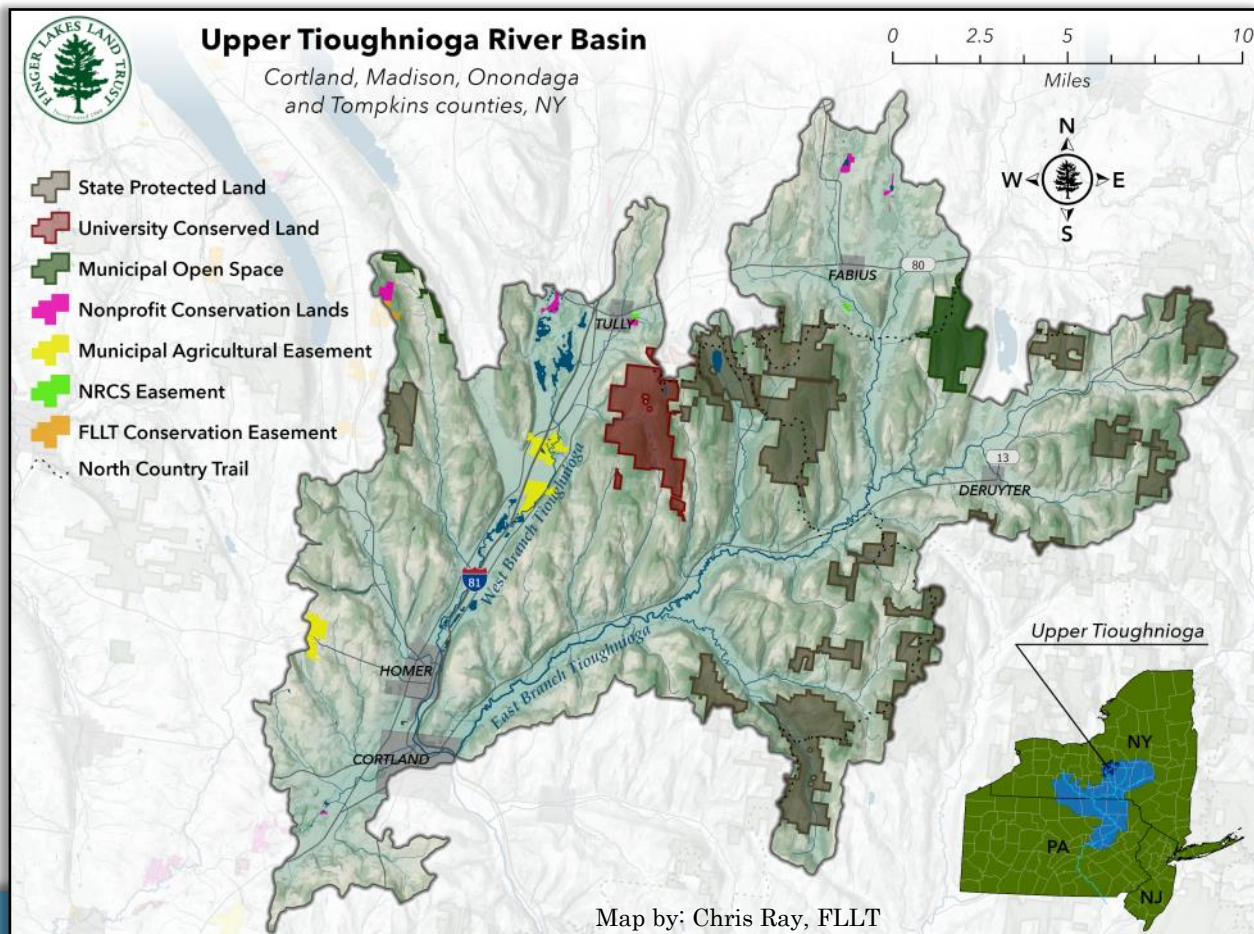 Upper Tioughnioga River Basin
Cortland, Madison, Onondaga
and Tompkins counties, NY
FINGER LAKES LAND TRUST
0 2.5 5 10
Miles
N
W E
S
State Protected Land
University Conserved Land
Municipal Open Space
Nonprofit Conservation Lands
Municipal Agricultural Easement
NRCS Easement
FLLT Conservation Easement
North Country Trail
FABIUS
80
TULLY
13
DERUYTER
West Branch Tioughnioga
81
East Branch Tioughnioga
HOMER
CORTLAND
Upper Tioughnioga
NY
PA
NJ
Map by: Chris Ray, FLLT